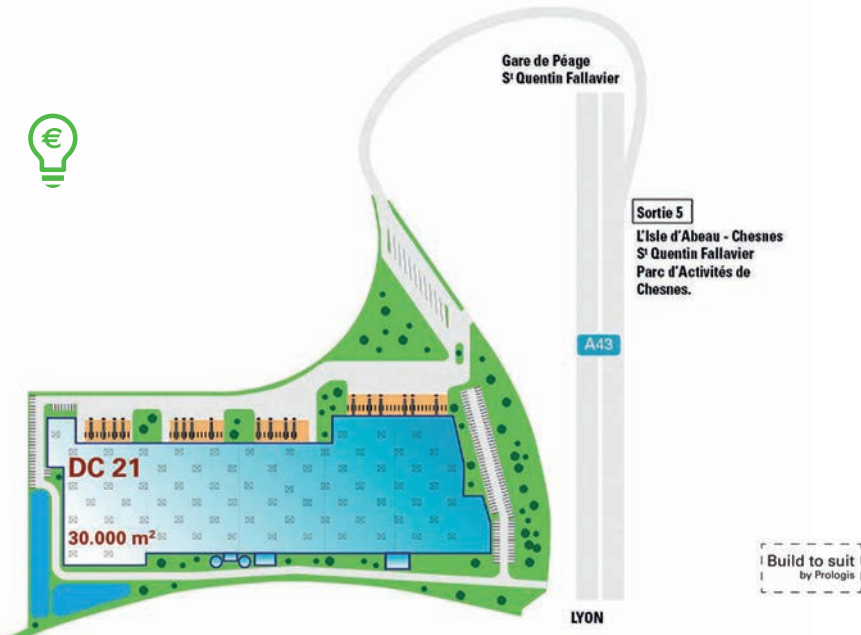 Gare de Péage
Sᵗ Quentin Fallavier
€
Sortie 5
L'Isle d'Abeau - Chesnes
Sᵗ Quentin Fallavier
Parc d'Activités de
Chesnes.
A43
DC 21
30.000 m²
Build to suit
by Prologis
LYON